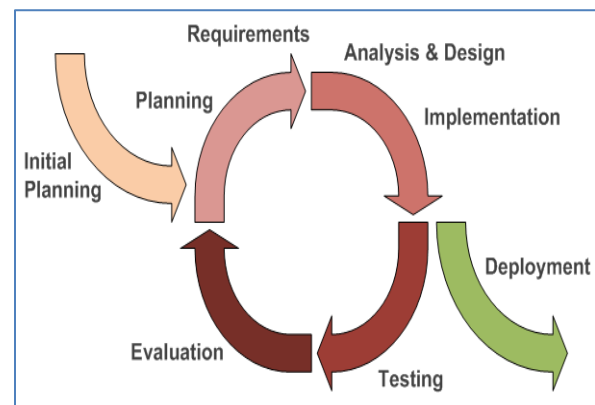 Requirements
Analysis & Design
Planning
Implementation
Initial
Planning
Deployment
Evaluation
Testing